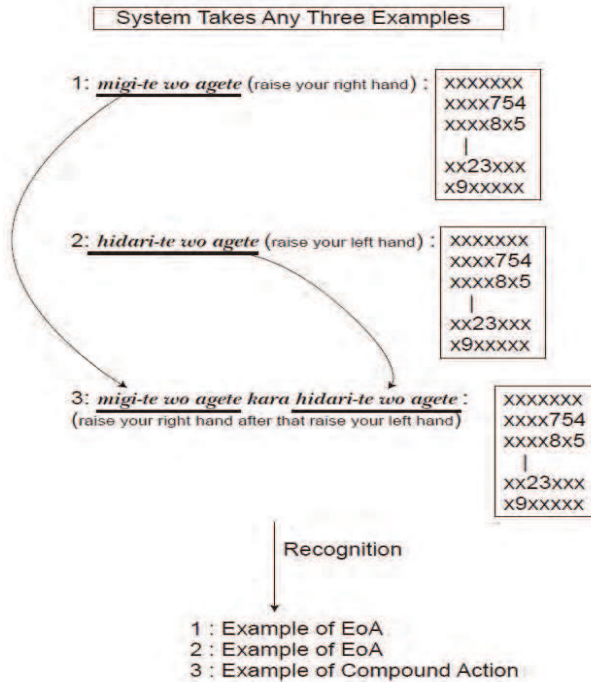 System Takes Any Three Examples
1: migi-te wo agete (raise your right hand) :
xxxxxxx
xxxx754
xxxx8x5
|
xx23xxx
x9xxxxx
2: hidari-te wo agete (raise your left hand) :
xxxxxxx
xxxx754
xxxx8x5
|
xx23xxx
x9xxxxx
3: migi-te wo agete kara hidari-te wo agete :
(raise your right hand after that raise your left hand)
xxxxxxx
xxxx754
xxxx8x5
|
xx23xxx
x9xxxxx
Recognition
1 : Example of EoA
2 : Example of EoA
3 : Example of Compound Action